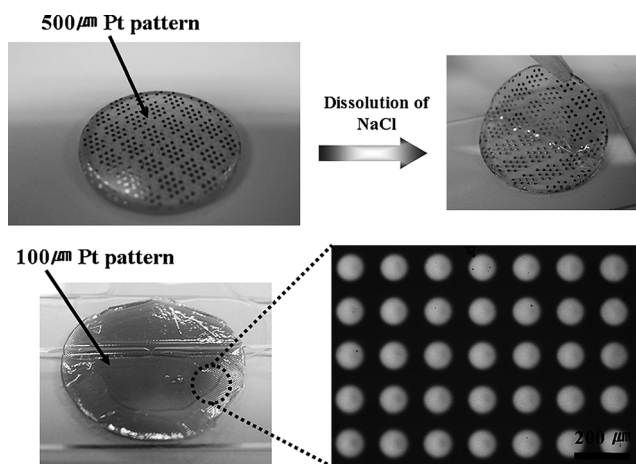 500㎛ Pt pattern
Dissolution of
NaCl
100㎛ Pt pattern
200 ㎛